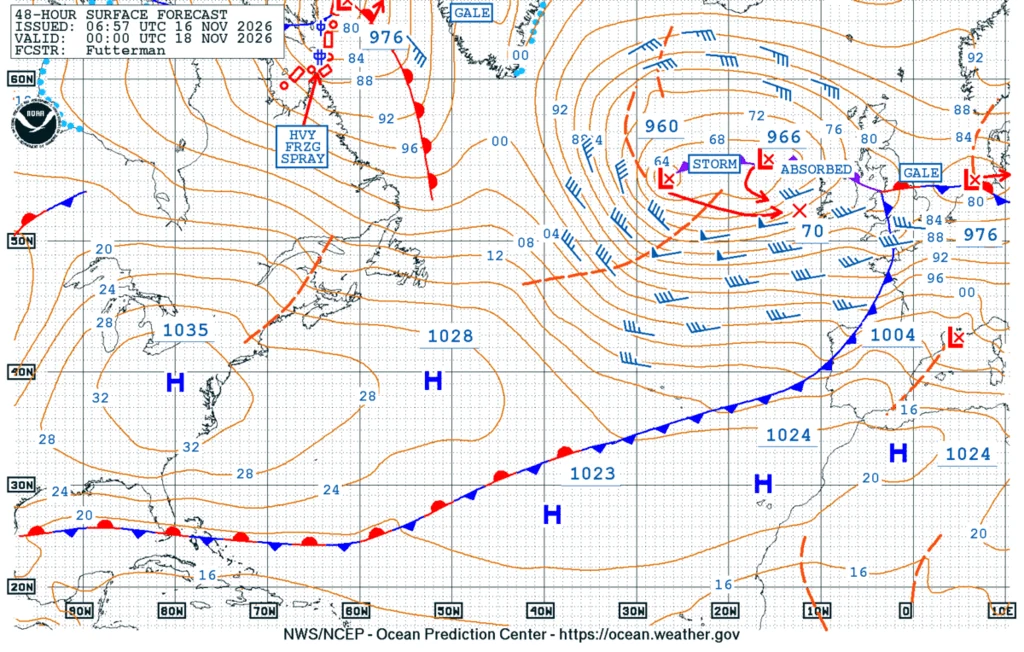 48-HOUR SURFACE FORECAST
ISSUED: 06:57 UTC 16 NOV 2026
VALID: 00:00 UTC 18 NOV 2026
FCSTR: Futterman
GALE
80
976
84
88
00
60N
NOAA
92
92
88
84
HVY
FRZG
SPRAY
92
96
00
960
68
72
966
76
80
64
STORM
ABSORBED
GALE
80
L
L
L
50N
20
08
04
12
70
84
88
976
92
96
00
24
28
1035
1028
1004
L
40N
H
H
32
28
16
28
32
1024
1024
28
24
1023
H
H
20
30N
24
20
H
20
16
16
16
20N
90W
80W
70W
60W
50W
40W
30W
20W
10W
0
10E
NWS/NCEP - Ocean Prediction Center - https://ocean.weather.gov